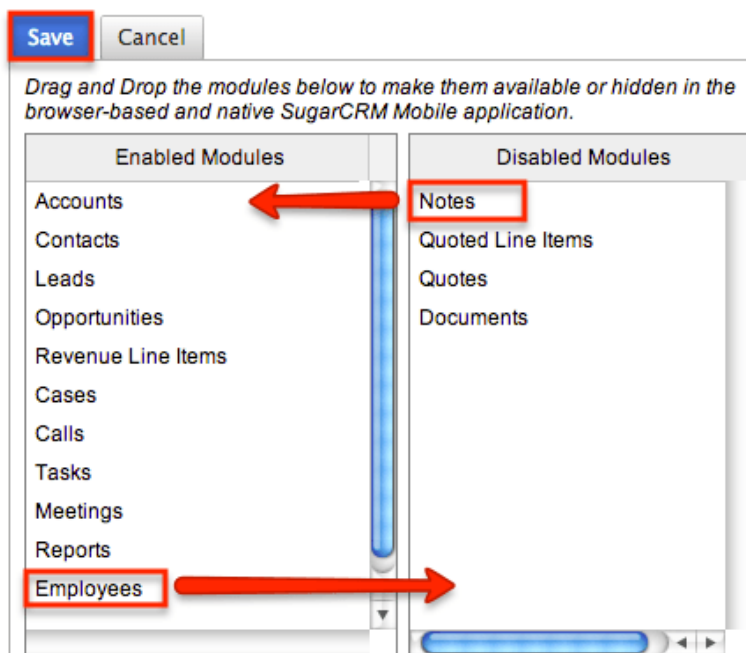 Save Cancel
Drag and Drop the modules below to make them available or hidden in the
browser-based and native SugarCRM Mobile application.
Enabled Modules
Accounts
Contacts
Leads
Opportunities
Revenue Line Items
Cases
Calls
Tasks
Meetings
Reports
Employees
Disabled Modules
Notes
Quoted Line Items
Quotes
Documents